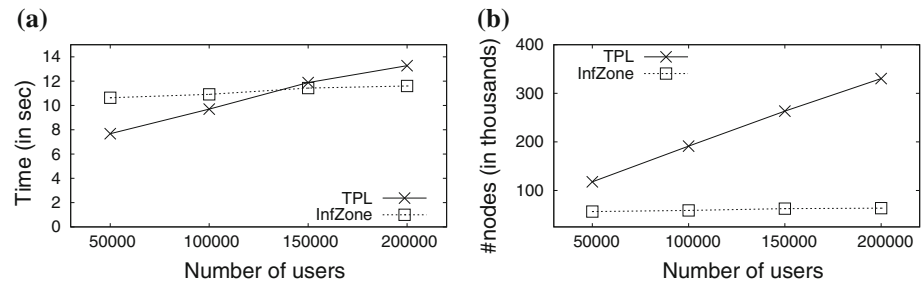 (a)
Time (in sec)
14
12
10
8
6
4
2
0
TPL
InfZone
50000 100000 150000 200000
Number of users
(b)
#nodes (in thousands)
400
300
200
100
TPL
InfZone
50000 100000 150000 200000
Number of users